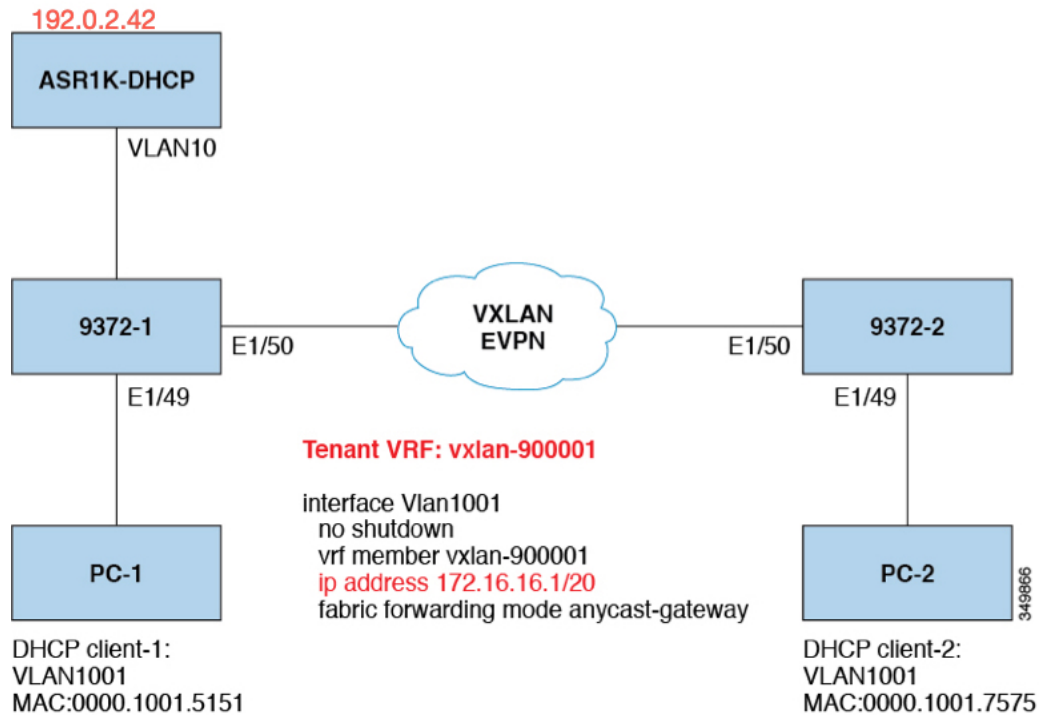 192.0.2.42
ASR1K-DHCP
VLAN10
9372-1
E1/50
VXLAN
EVPN
E1/50
9372-2
E1/49
E1/49
Tenant VRF: vxlan-900001
interface Vlan1001
no shutdown
vrf member vxlan-900001
ip address 172.16.16.1/20
fabric forwarding mode anycast-gateway
PC-1
PC-2
349866
DHCP client-1:
VLAN1001
MAC:0000.1001.5151
DHCP client-2:
VLAN1001
MAC:0000.1001.7575